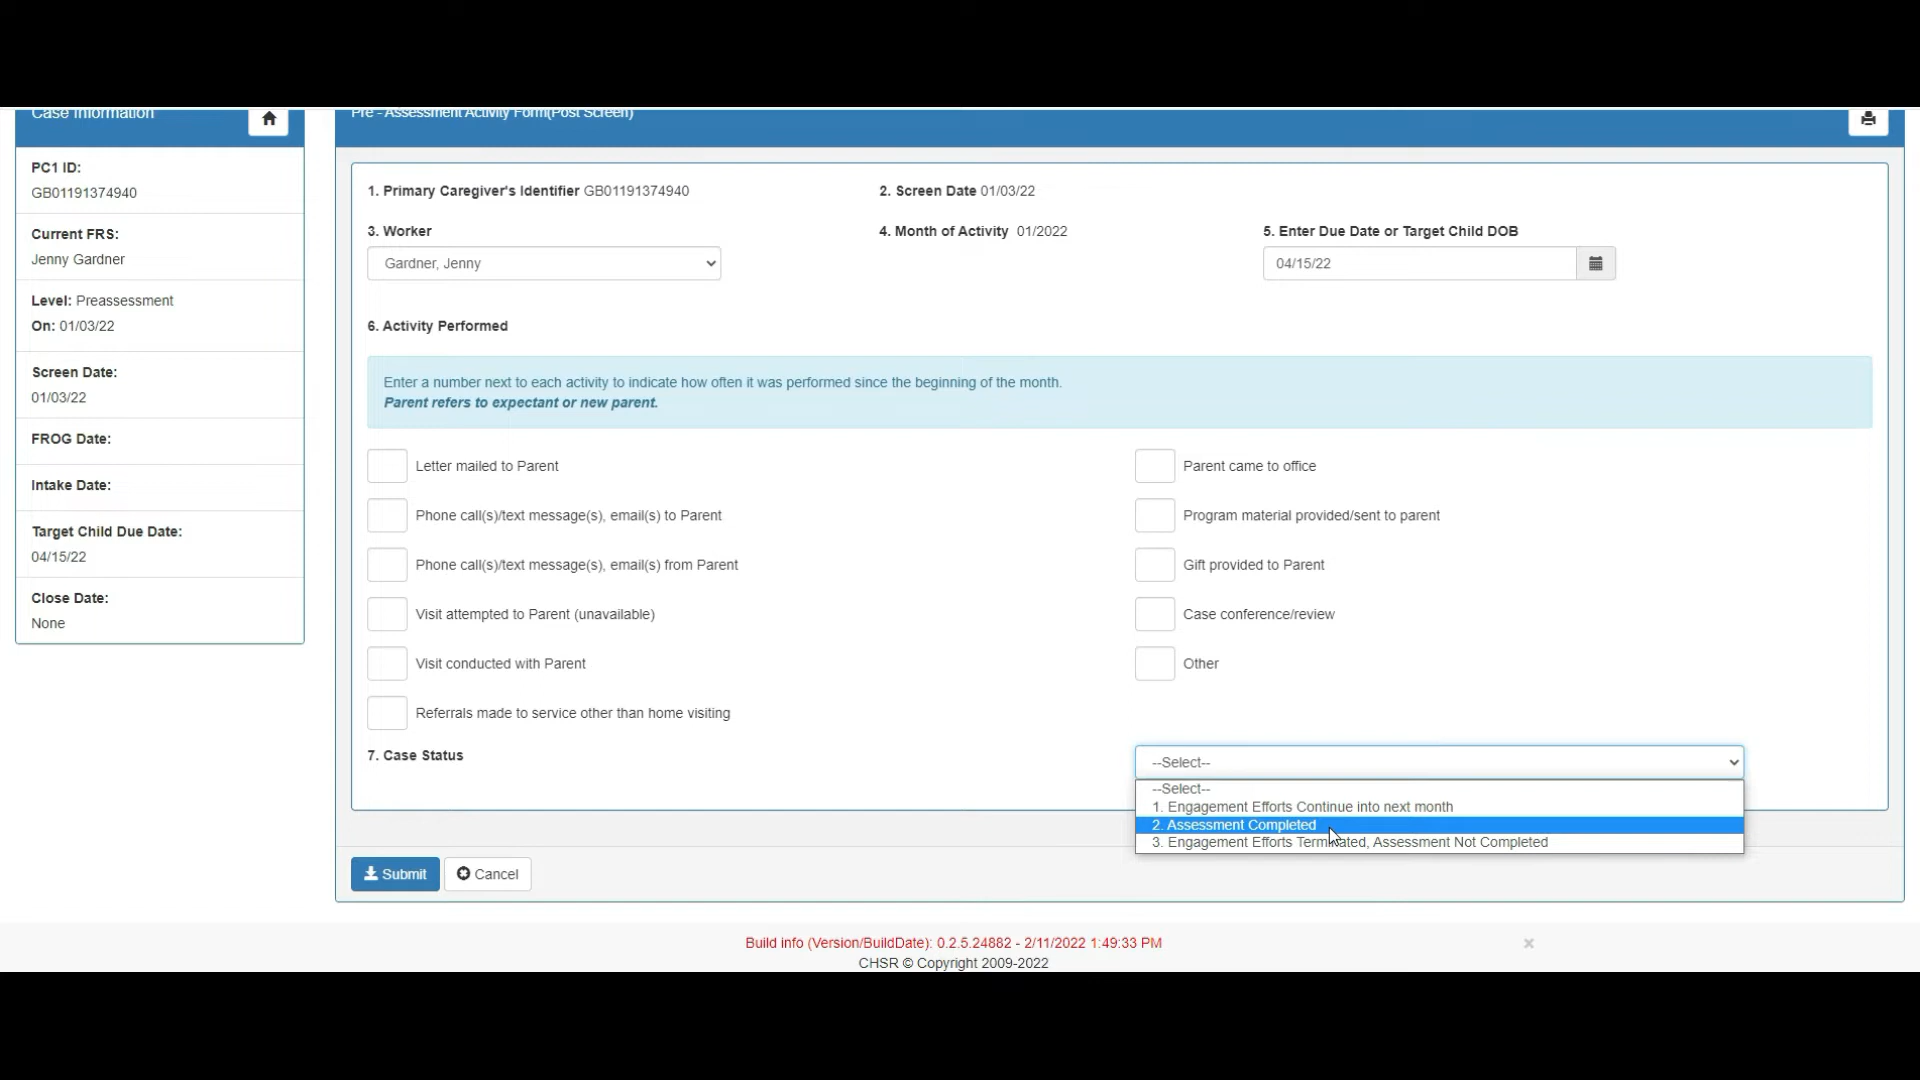 Case Information
PC1 ID:
GB01191374940
Current FRS:
Jenny Gardner
Level: Preassessment
On: 01/03/22
Screen Date:
01/03/22
FROG Date:
Intake Date:
Target Child Due Date:
04/15/22
Close Date:
None
Pre - Assessment Activity Form(Post Screen)
1. Primary Caregiver's Identifier GB01191374940
2. Screen Date 01/03/22
3. Worker
4. Month of Activity 01/2022
5. Enter Due Date or Target Child DOB
Gardner, Jenny
04/15/22
6. Activity Performed
Enter a number next to each activity to indicate how often it was performed since the beginning of the month.
Parent refers to expectant or new parent.
Letter mailed to Parent
Parent came to office
Phone call(s)/text message(s), email(s) to Parent
Program material provided/sent to parent
Phone call(s)/text message(s), email(s) from Parent
Gift provided to Parent
Visit attempted to Parent (unavailable)
Case conference/review
Visit conducted with Parent
Other
Referrals made to service other than home visiting
7. Case Status
--Select--
--Select--
1. Engagement Efforts Continue into next month
2. Assessment Completed
3. Engagement Efforts Terminated, Assessment Not Completed
Submit
Cancel
Build info (Version/BuildDate): 0.2.5.24882 - 2/11/2022 1:49:33 PM
CHSR © Copyright 2009-2022